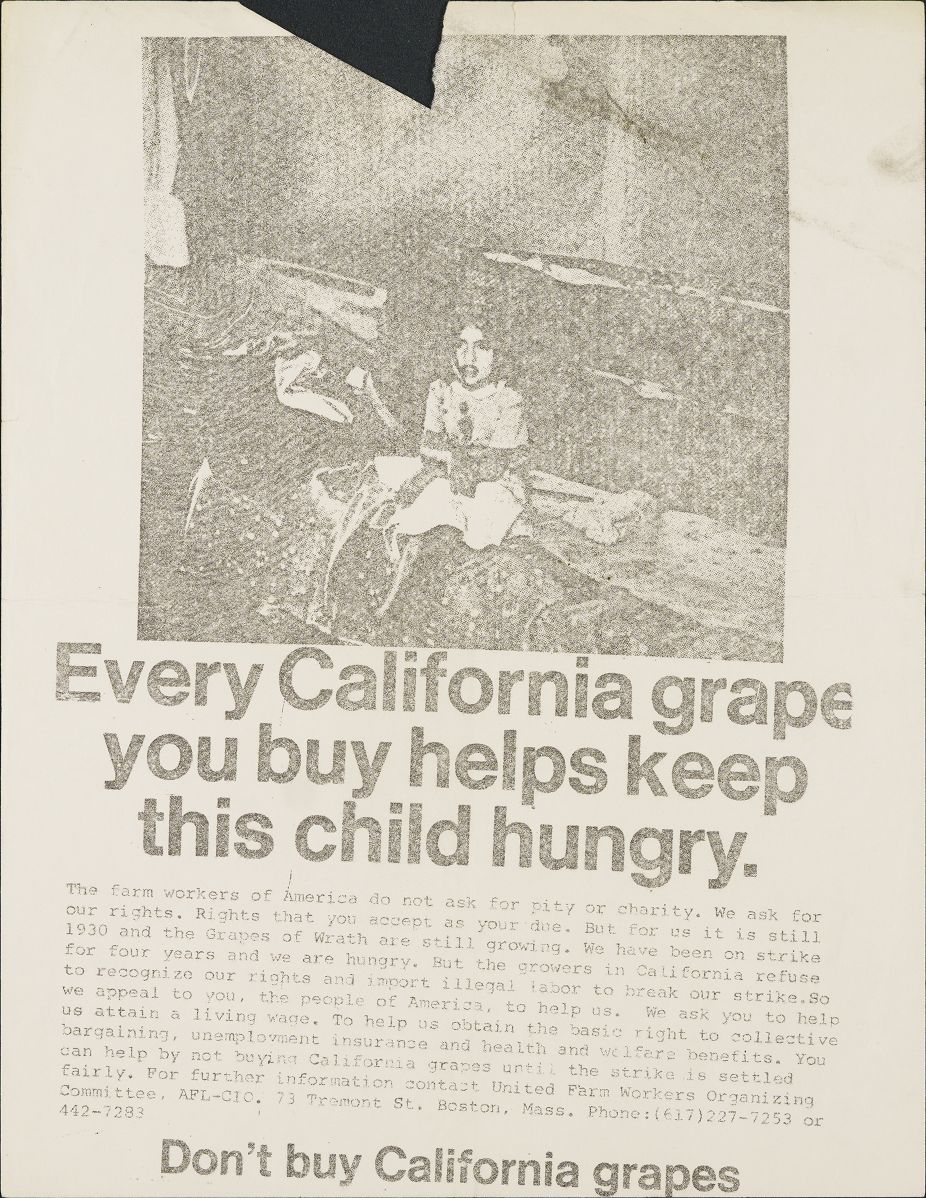 Every California grape
you buy helps keep
this child hungry.
The farm workers of America do not ask for pity or charity. We ask for
our rights. Rights that you accept as your due. But for us it is still
1930 and the Grapes of Wrath are still growing. We have been on strike
for four years and we are hungry. But the growers in California refuse
to recognize our rights and import illegal labor to break our strike.So
we appeal to you, the people of America, to help us. We ask you to help
us attain a living wage. To help us obtain the basic right to collective
bargaining, unemployment insurance and health and welfare benefits. You
can help by not buying California grapes until the strike is settled
fairly. For further information contact United Farm Workers Organizing
Committee, AFL-CIO. 73 Tremont St. Boston, Mass. Phone:(617)227-7253 or
442-7283
Don't buy California grapes